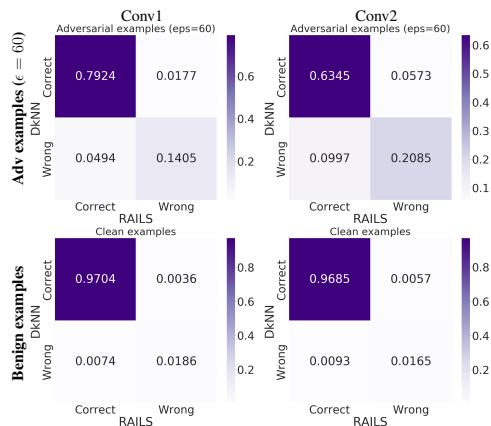 Conv1
Conv2
Adversarial examples (eps=60)
Adversarial examples (eps=60)
Adv examples (ϵ = 60)
DkNN
Correct
Wrong
0.7924
0.0177
0.0494
0.1405
Correct
Wrong
RAILS
0.6
0.4
0.2
DkNN
Correct
Wrong
0.6345
0.0573
0.0997
0.2085
Correct
Wrong
RAILS
0.6
0.5
0.4
0.3
0.2
0.1
Clean examples
Clean examples
Benign examples
DkNN
Correct
Wrong
0.9704
0.0036
0.0074
0.0186
Correct
Wrong
RAILS
0.8
0.6
0.4
0.2
DkNN
Correct
Wrong
0.9685
0.0057
0.0093
0.0165
Correct
Wrong
RAILS
0.8
0.6
0.4
0.2